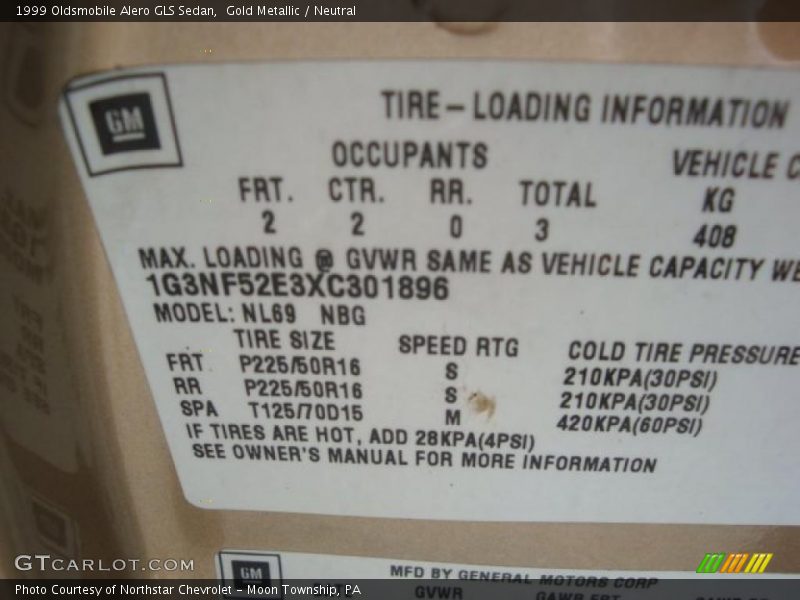 1999 Oldsmobile Alero GLS Sedan, Gold Metallic / Neutral
GM
TIRE-LOADING INFORMATION
OCCUPANTS VEHICLE C
FRT. CTR. RR. TOTAL KG
2 2 0 3 408
MAX. LOADING @ GVWR SAME AS VEHICLE CAPACITY WE
1G3NF52E3XC301896
MODEL: NL69 NBG
TIRE SIZE SPEED RTG COLD TIRE PRESSURE
FRT P225/50R16 S 210KPA(30PSI)
RR P225/50R16 S 210KPA(30PSI)
SPA T125/70D15 M 420KPA(60PSI)
IF TIRES ARE HOT, ADD 28KPA(4PSI)
SEE OWNER'S MANUAL FOR MORE INFORMATION
GTCARLOT.COM
GM
MFD BY GENERAL MOTORS CORP
GVWR GAWR FRT
Photo Courtesy of Northstar Chevrolet - Moon Township, PA